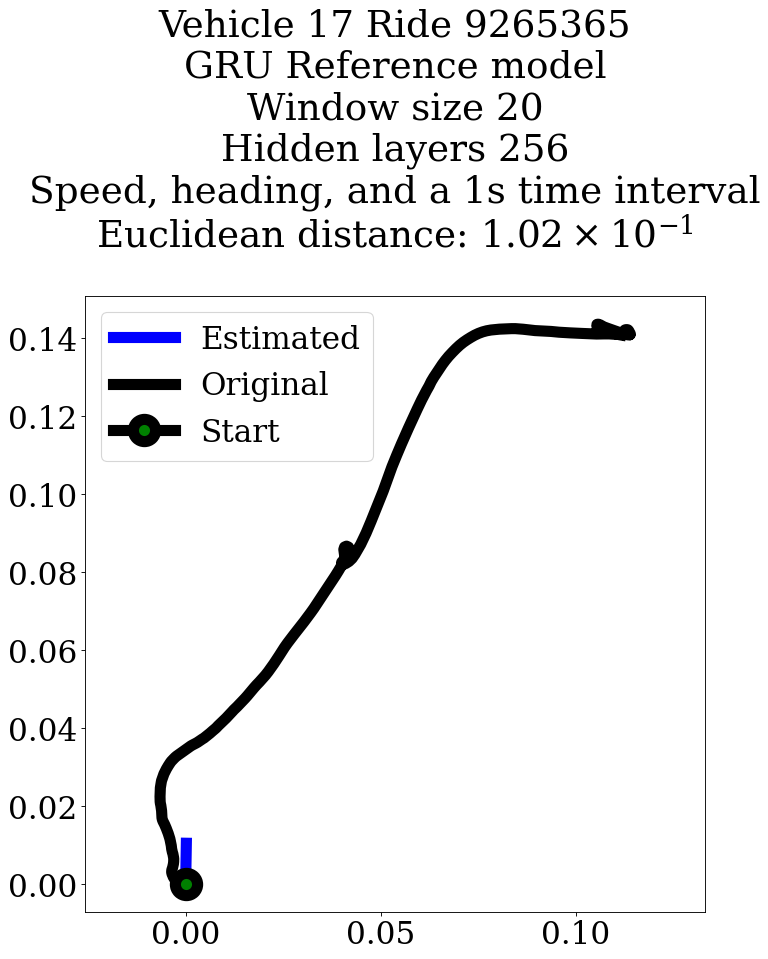 Vehicle 17 Ride 9265365
GRU Reference model
Window size 20
Hidden layers 256
Speed, heading, and a 1s time interval
Euclidean distance: 1.02 × 10⁻¹
Estimated
Original
Start
0.14
0.12
0.10
0.08
0.06
0.04
0.02
0.00
0.00 0.05 0.10